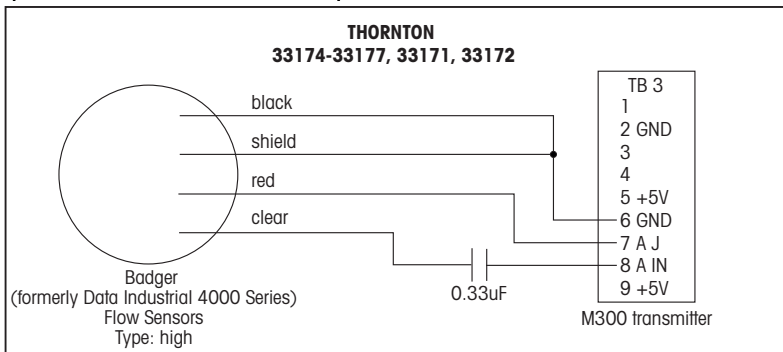 THORNTON
33174-33177, 33171, 33172
black
shield
red
clear
0.33uF
Badger
(formerly Data Industrial 4000 Series)
Flow Sensors
Type: high
TB 3
1
2 GND
3
4
5 +5V
6 GND
7 A J
8 A IN
9 +5V
M300 transmitter